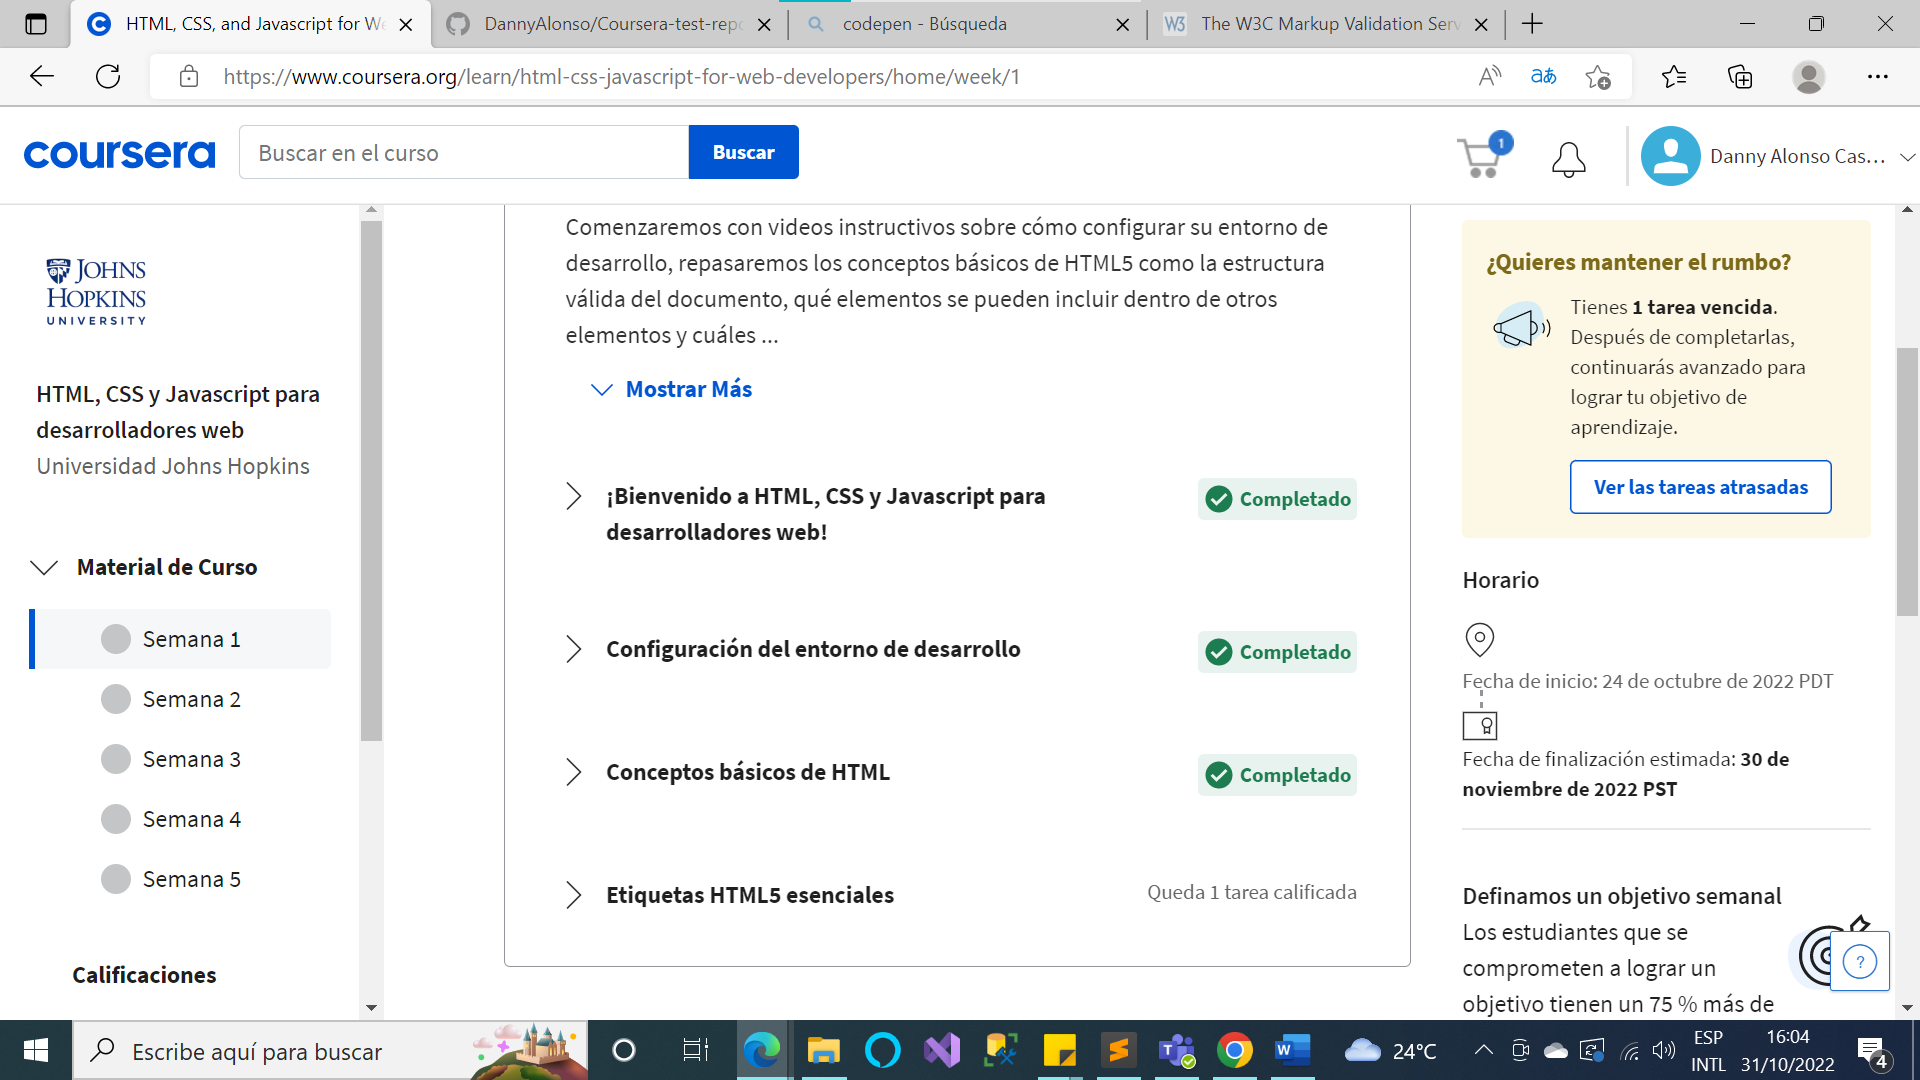 HTML, CSS, and Javascript for We
DannyAlonso/Coursera-test-repo
codepen - Búsqueda
The W3C Markup Validation Serv
https://www.coursera.org/learn/html-css-javascript-for-web-developers/home/week/1
aあ
coursera
Buscar en el curso
Buscar
1
Danny Alonso Cas...
JOHNS
HOPKINS
UNIVERSITY
HTML, CSS y Javascript para
desarrolladores web
Universidad Johns Hopkins
Material de Curso
Semana 1
Semana 2
Semana 3
Semana 4
Semana 5
Calificaciones
Comenzaremos con videos instructivos sobre cómo configurar su entorno de
desarrollo, repasaremos los conceptos básicos de HTML5 como la estructura
válida del documento, qué elementos se pueden incluir dentro de otros
elementos y cuáles ...
Mostrar Más
¡Bienvenido a HTML, CSS y Javascript para
desarrolladores web!
Completado
Configuración del entorno de desarrollo
Completado
Conceptos básicos de HTML
Completado
Etiquetas HTML5 esenciales
Queda 1 tarea calificada
¿Quieres mantener el rumbo?
Tienes 1 tarea vencida.
Después de completarlas,
continuarás avanzado para
lograr tu objetivo de
aprendizaje.
Ver las tareas atrasadas
Horario
Fecha de inicio: 24 de octubre de 2022 PDT
Fecha de finalización estimada: 30 de
noviembre de 2022 PST
Definamos un objetivo semanal
Los estudiantes que se
comprometen a lograr un
objetivo tienen un 75 % más de
?
Escribe aquí para buscar
24°C
ESP
INTL
16:04
31/10/2022
4